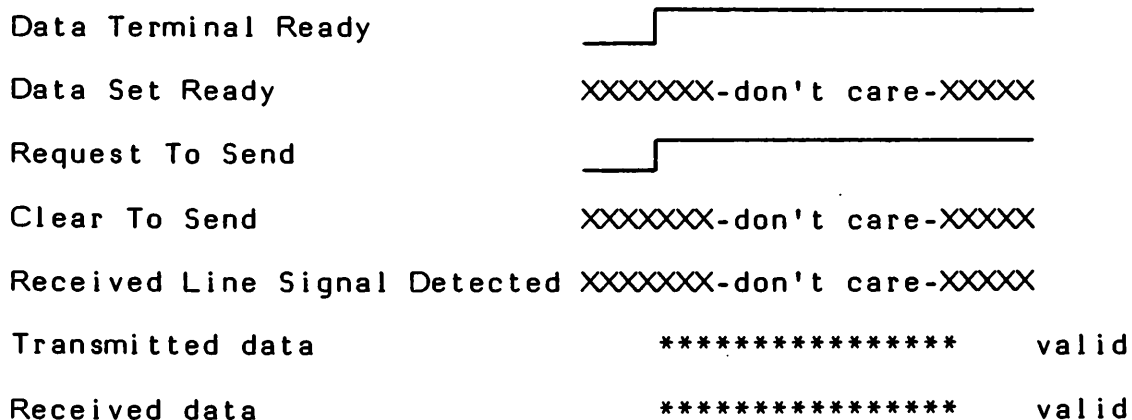 Data Terminal Ready
Data Set Ready XXXXXXX-don't care-XXXXX
Request To Send
Clear To Send XXXXXXX-don't care-XXXXX
Received Line Signal Detected XXXXXXX-don't care-XXXXX
Transmitted data **************** valid
Received data **************** valid